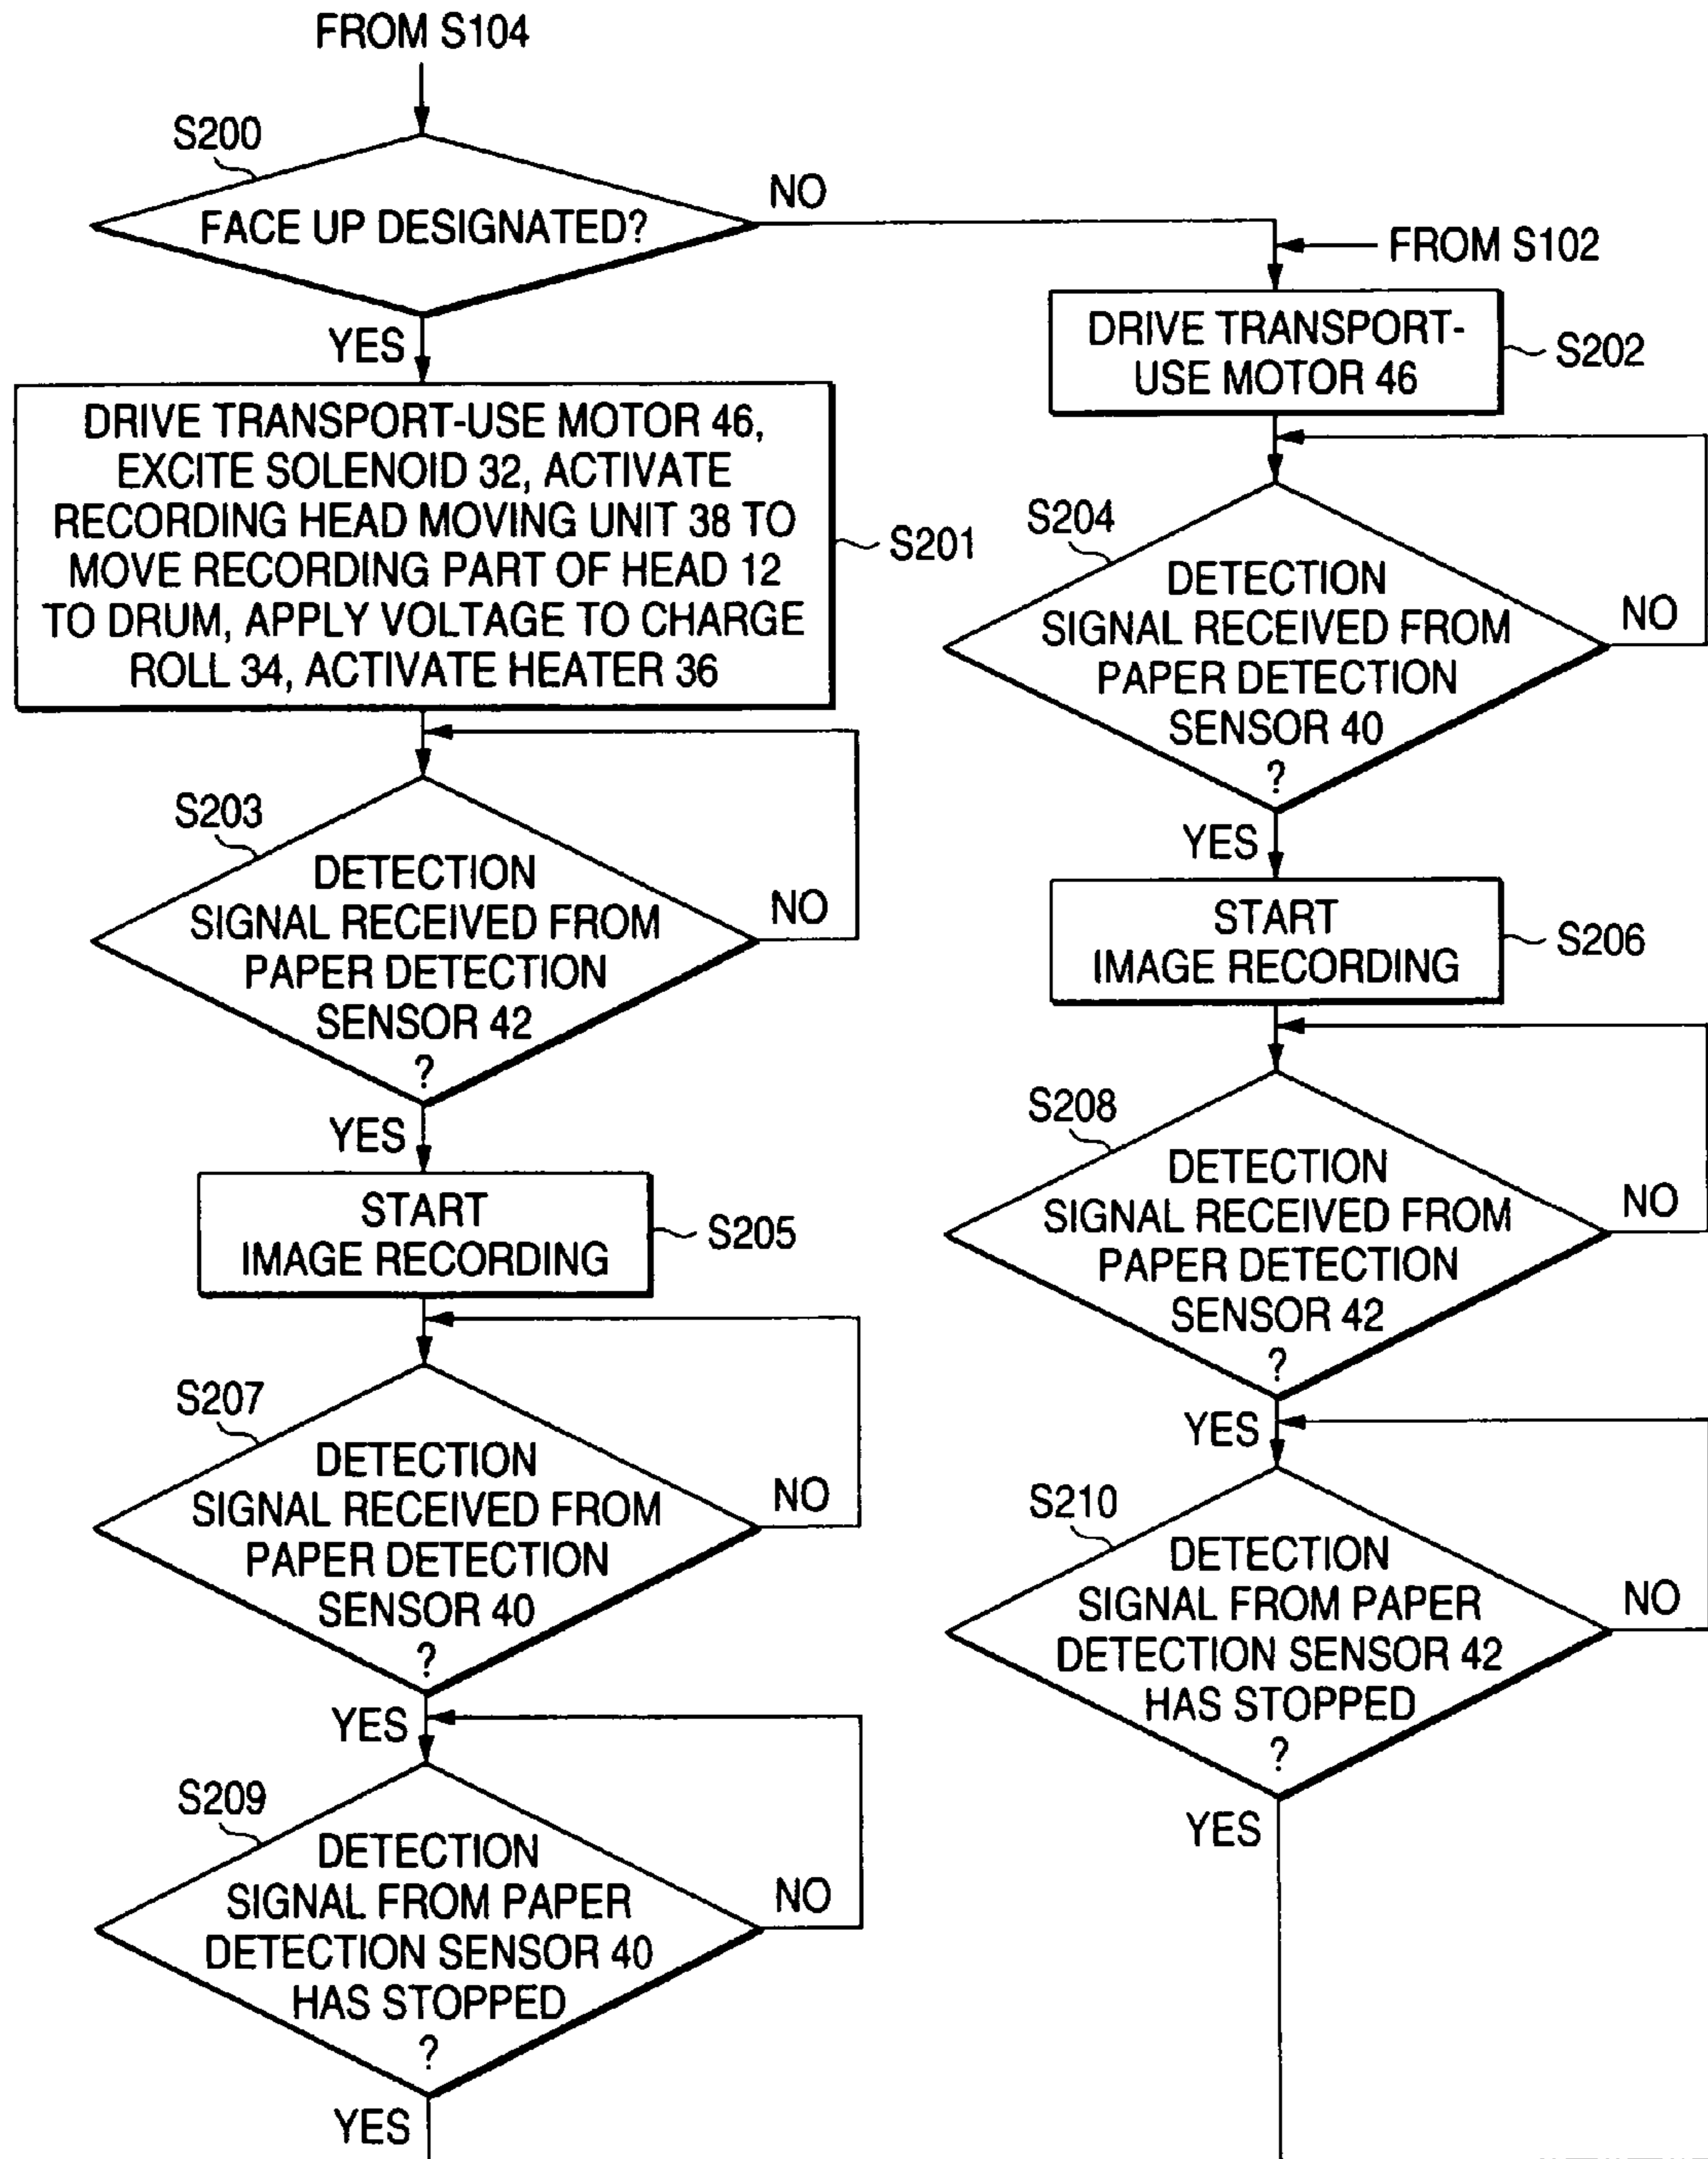 FROM S104
S200
FACE UP DESIGNATED?
NO
YES
DRIVE TRANSPORT-USE MOTOR 46,
EXCITE SOLENOID 32, ACTIVATE
RECORDING HEAD MOVING UNIT 38 TO
MOVE RECORDING PART OF HEAD 12
TO DRUM, APPLY VOLTAGE TO CHARGE
ROLL 34, ACTIVATE HEATER 36
S201
S203
DETECTION
SIGNAL RECEIVED FROM
PAPER DETECTION
SENSOR 42
?
NO
YES
START
IMAGE RECORDING
S205
S207
DETECTION
SIGNAL RECEIVED FROM
PAPER DETECTION
SENSOR 40
?
NO
YES
S209
DETECTION
SIGNAL FROM PAPER
DETECTION SENSOR 40
HAS STOPPED
?
NO
YES
FROM S102
DRIVE TRANSPORT-
USE MOTOR 46
S202
S204
DETECTION
SIGNAL RECEIVED FROM
PAPER DETECTION
SENSOR 40
?
NO
YES
START
IMAGE RECORDING
S206
S208
DETECTION
SIGNAL RECEIVED FROM
PAPER DETECTION
SENSOR 42
?
NO
YES
S210
DETECTION
SIGNAL FROM PAPER
DETECTION SENSOR 42
HAS STOPPED
?
NO
YES